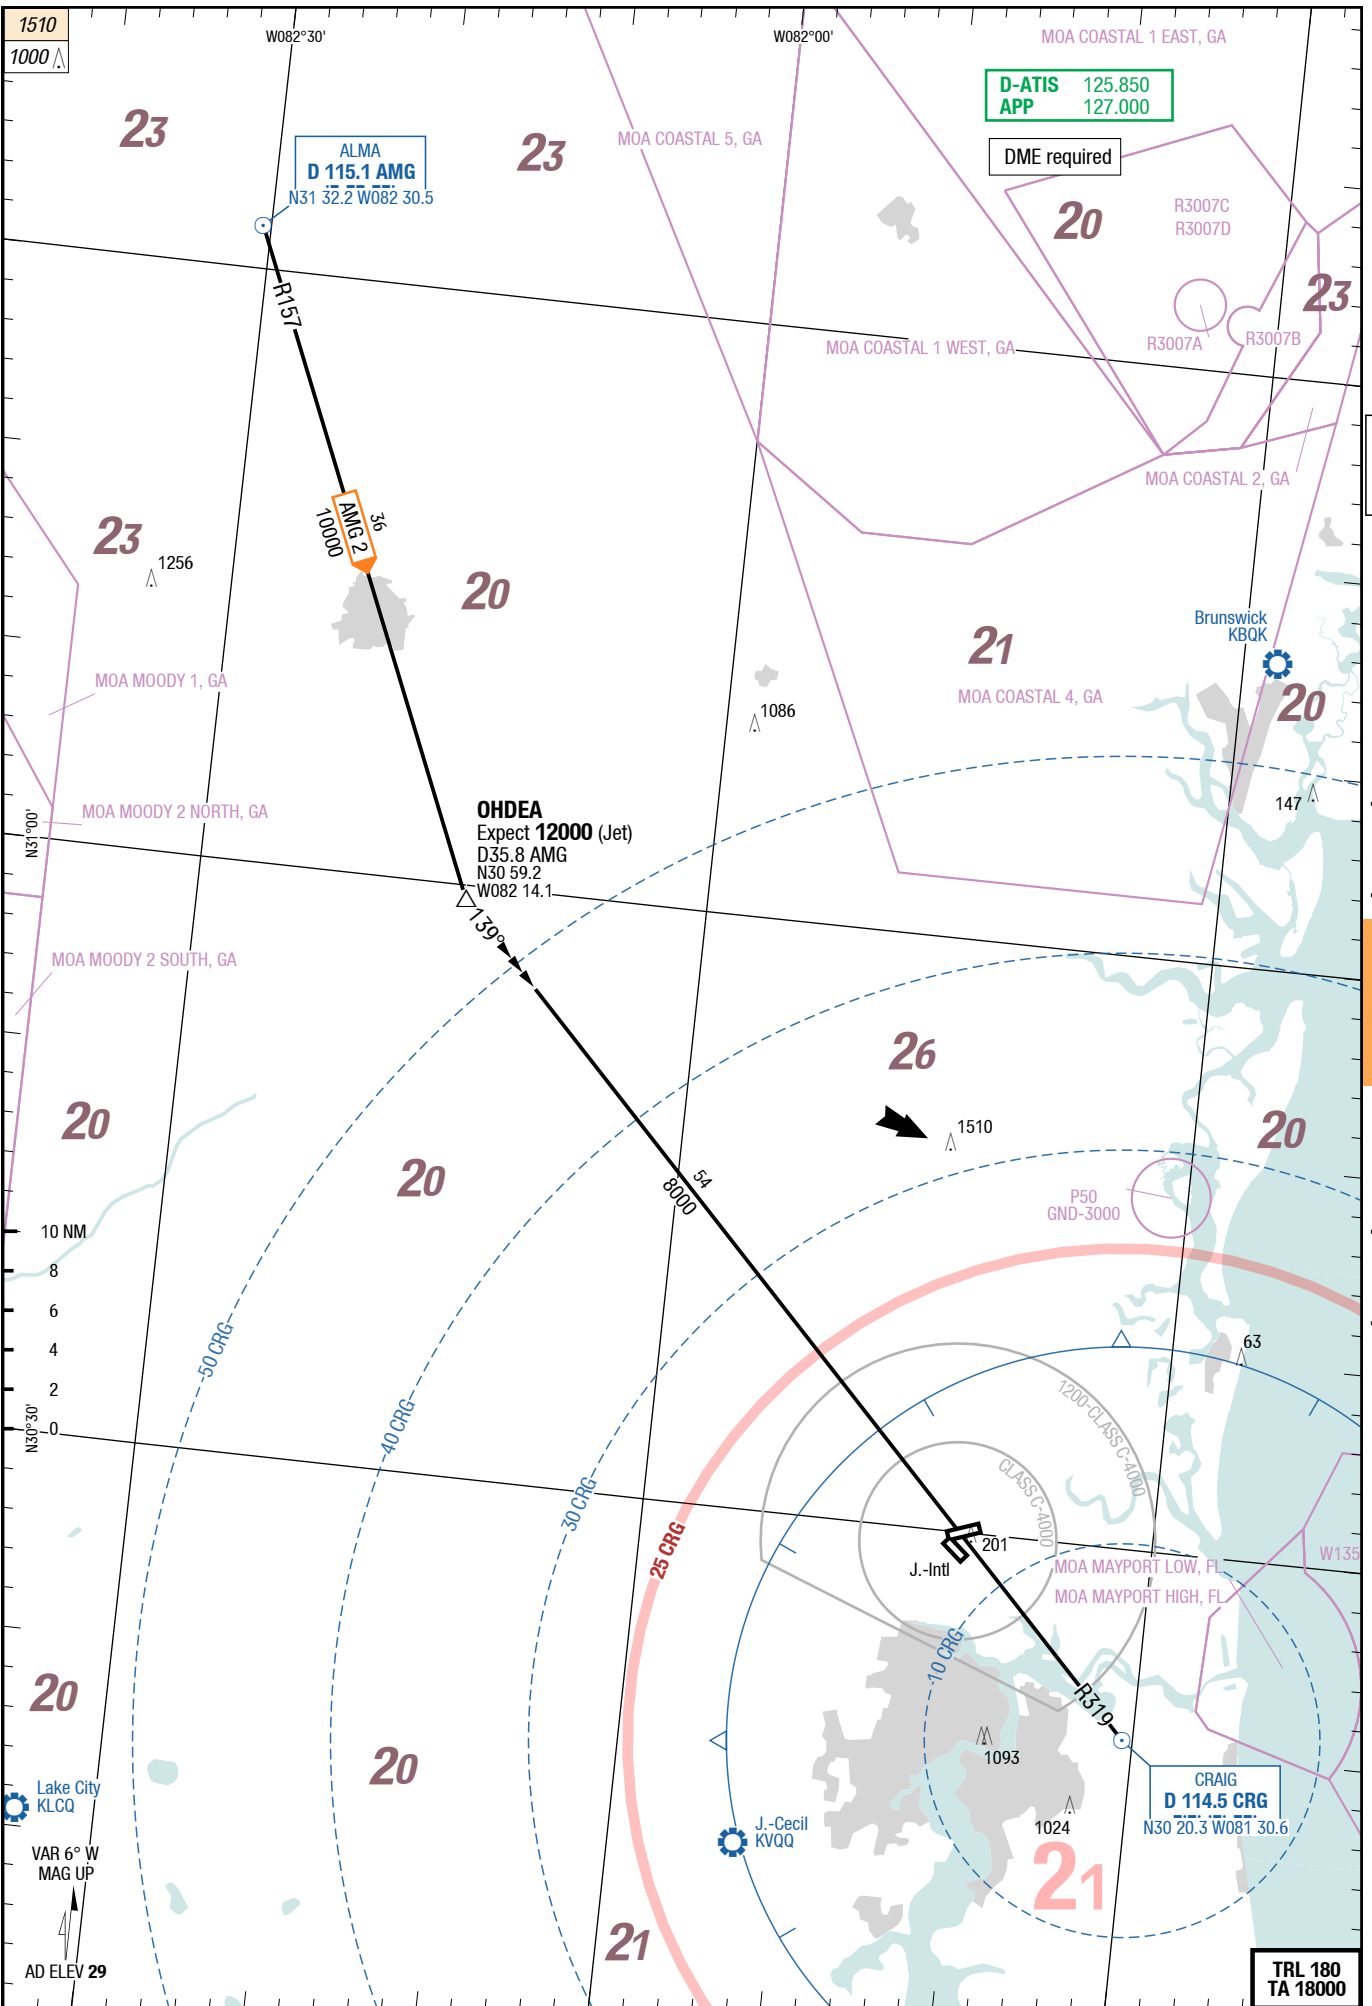 1510
1000
W082°30'
W082°00'
MOA COASTAL 1 EAST, GA
D-ATIS 125.850
APP 127.000
DME required
23
23
MOA COASTAL 5, GA
ALMA
D 115.1 AMG
N31 32.2 W082 30.5
20
R3007C
R3007D
23
R157
R3007A
R3007B
MOA COASTAL 1 WEST, GA
MOA COASTAL 2, GA
AMG 2
36
10000
23
1256
20
Brunswick
KBQK
21
MOA MOODY 1, GA
MOA COASTAL 4, GA
20
1086
147
MOA MOODY 2 NORTH, GA
N31°00'
OHDEA
Expect 12000 (Jet)
D35.8 AMG
N30 59.2
W082 14.1
139°
MOA MOODY 2 SOUTH, GA
26
20
1510
20
20
54
8000
P50
GND-3000
10 NM
8
6
4
2
0
N30°30'
50 CRG
40 CRG
30 CRG
25 CRG
63
1200-CLASS C-4000
CLASS C-4000
201
J.-Intl
MOA MAYPORT LOW, FL
MOA MAYPORT HIGH, FL
W135
10 CRG
R319
20
20
1093
CRAIG
D 114.5 CRG
N30 20.3 W081 30.6
Lake City
KLCQ
J.-Cecil
KVQQ
1024
21
VAR 6° W
MAG UP
21
AD ELEV 29
TRL 180
TA 18000